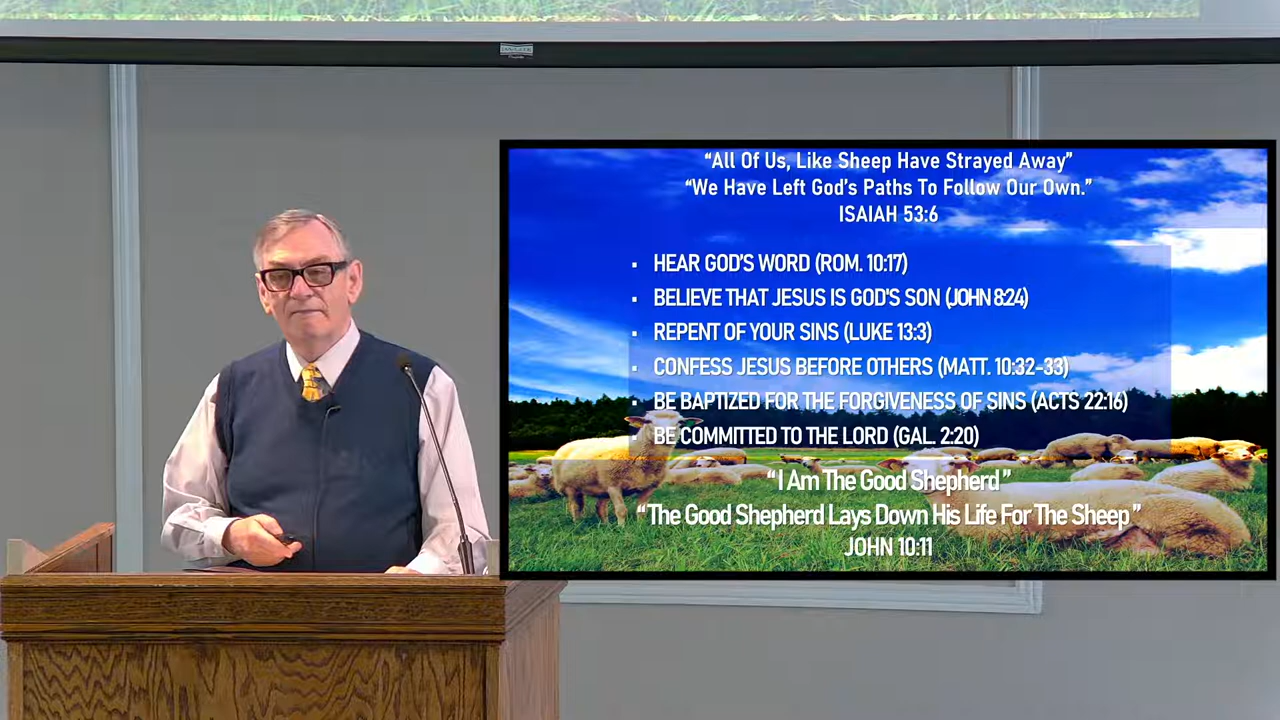 “All Of Us, Like Sheep Have Strayed Away”
“We Have Left God’s Paths To Follow Our Own.”
ISAIAH 53:6
▪ HEAR GOD’S WORD (ROM. 10:17)
▪ BELIEVE THAT JESUS IS GOD’S SON (JOHN 8:24)
▪ REPENT OF YOUR SINS (LUKE 13:3)
▪ CONFESS JESUS BEFORE OTHERS (MATT. 10:32-33)
▪ BE BAPTIZED FOR THE FORGIVENESS OF SINS (ACTS 22:16)
▪ BE COMMITTED TO THE LORD (GAL. 2:20)
“I Am The Good Shepherd”
“The Good Shepherd Lays Down His Life For The Sheep”
JOHN 10:11